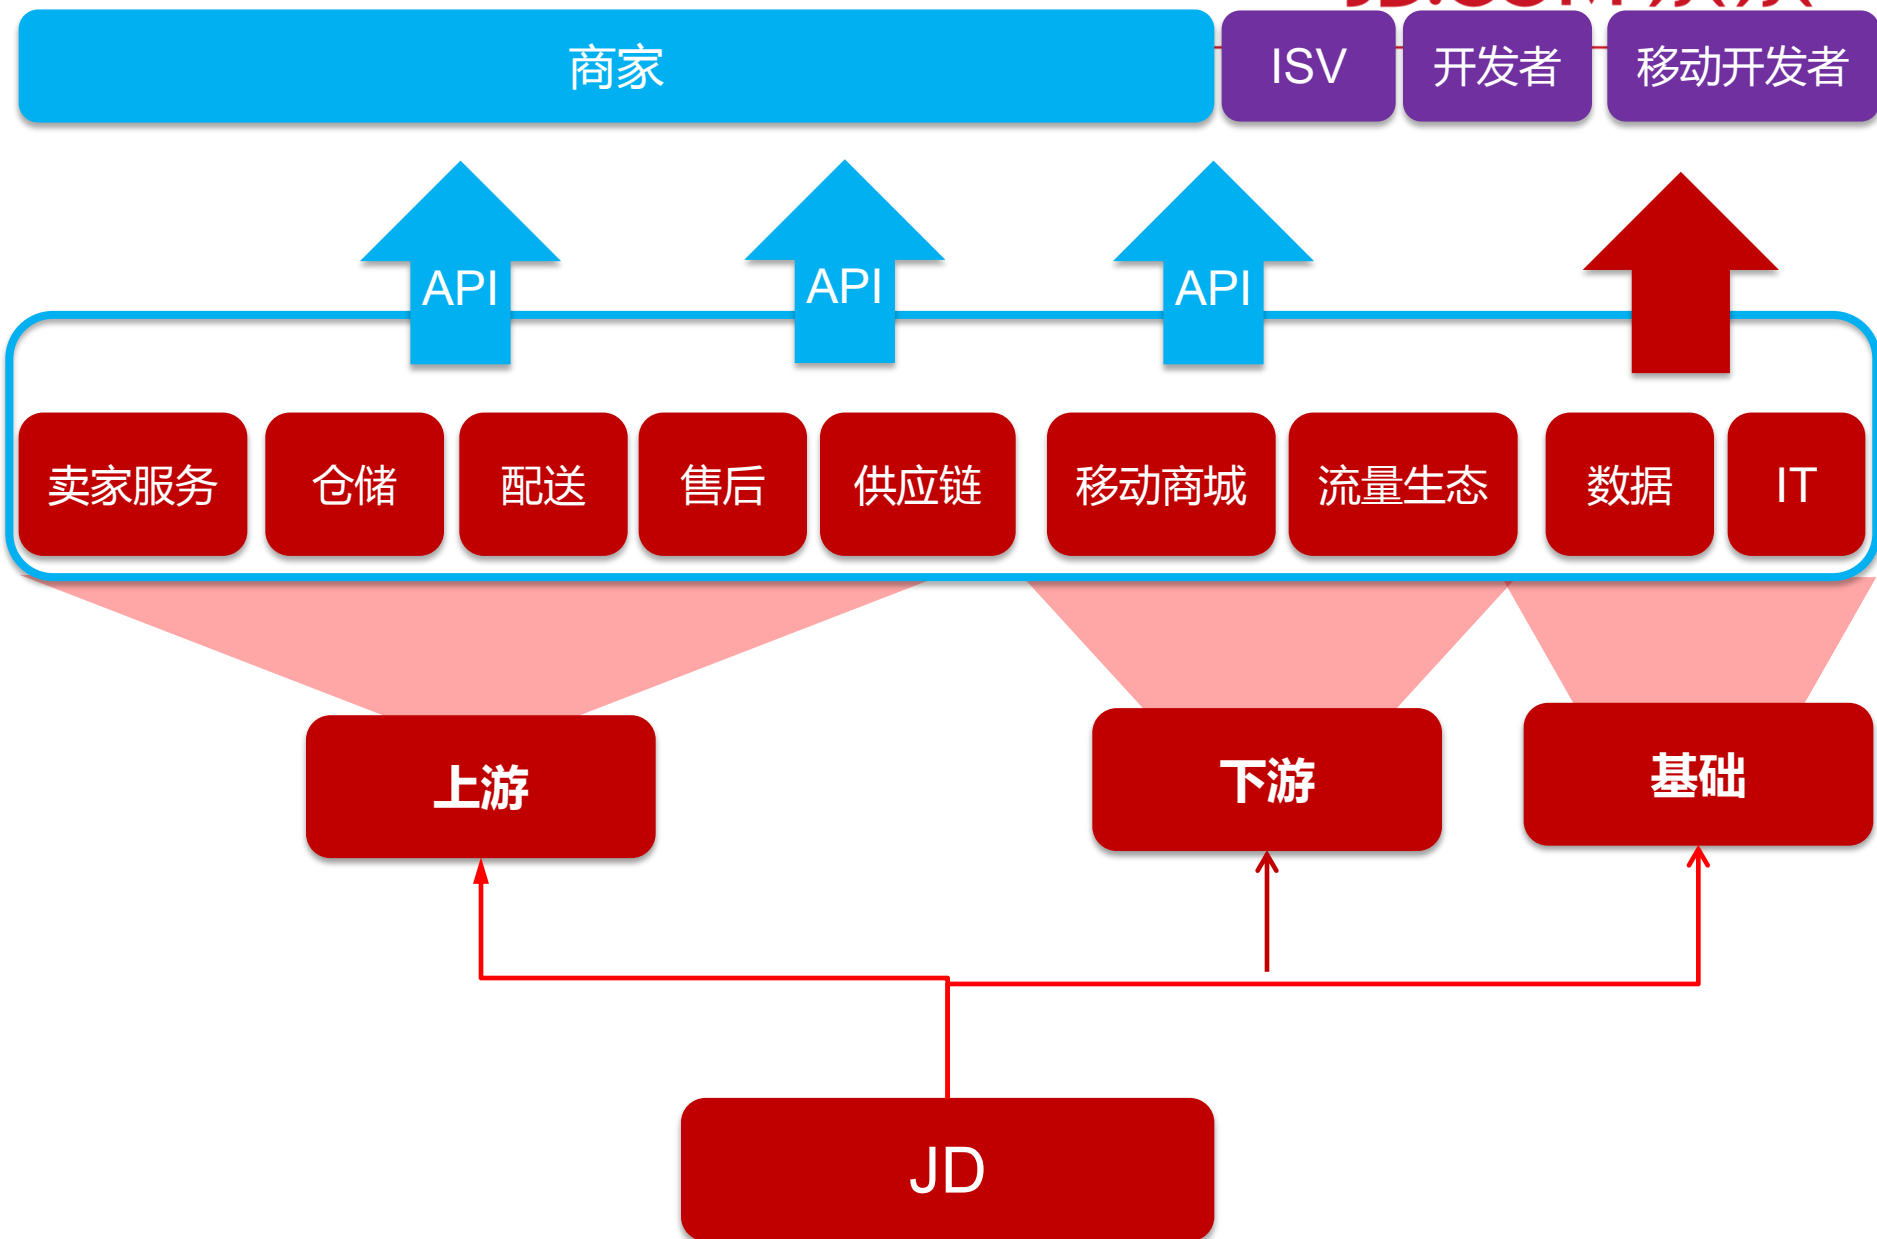 商家
ISV
开发者
移动开发者
API
API
API
卖家服务
仓储
配送
售后
供应链
移动商城
流量生态
数据
IT
上游
下游
基础
JD